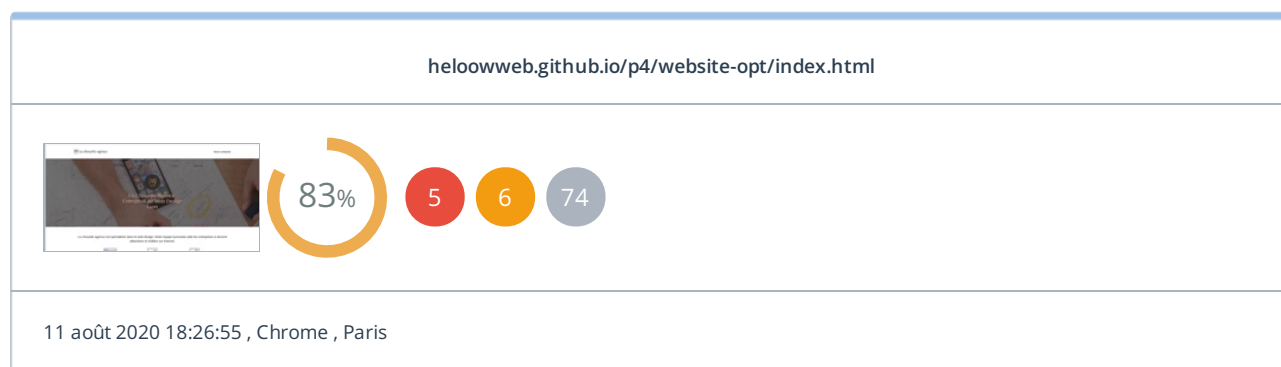 heloowweb.github.io/p4/website-opt/index.html
83%
5
6
74
11 août 2020 18:26:55 , Chrome , Paris